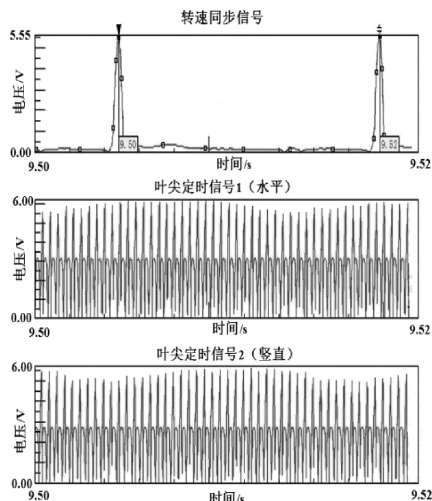 转速同步信号
5.55
电压/V
0.00
9.50
9.52
9.50
时间/s
9.52
叶尖定时信号1（水平）
6.00
电压/V
0.00
9.50
时间/s
9.52
叶尖定时信号2（竖直）
6.00
电压/V
0.00
9.50
时间/s
9.52